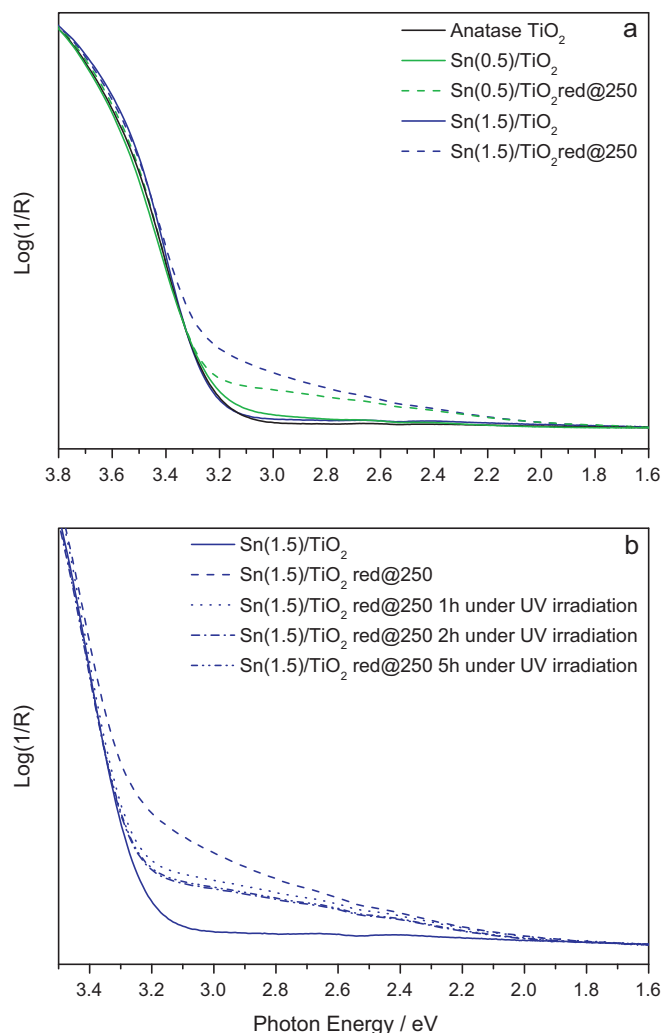 a
Anatase TiO2
Sn(0.5)/TiO2
Sn(0.5)/TiO2red@250
Sn(1.5)/TiO2
Sn(1.5)/TiO2red@250
Log(1/R)
3.8 3.6 3.4 3.2 3.0 2.8 2.6 2.4 2.2 2.0 1.8 1.6
b
Sn(1.5)/TiO2
Sn(1.5)/TiO2 red@250
Sn(1.5)/TiO2 red@250 1h under UV irradiation
Sn(1.5)/TiO2 red@250 2h under UV irradiation
Sn(1.5)/TiO2 red@250 5h under UV irradiation
Log(1/R)
3.4 3.2 3.0 2.8 2.6 2.4 2.2 2.0 1.8 1.6
Photon Energy / eV